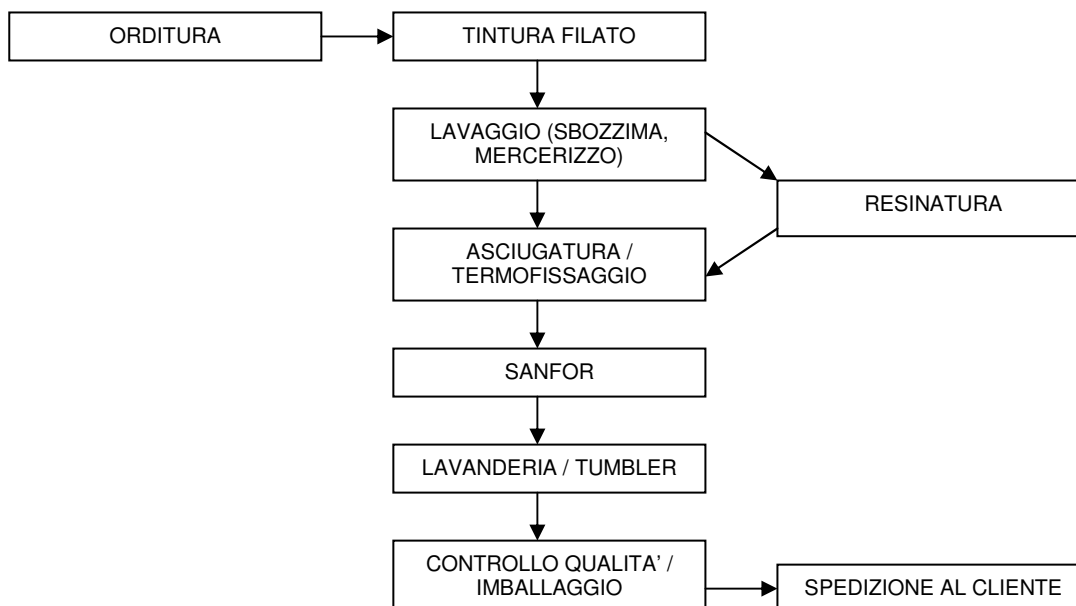 ORDITURA
TINTURA FILATO
LAVAGGIO (SBOZZIMA,
MERCERIZZO)
RESINATURA
ASCIUGATURA /
TERMOFISSAGGIO
SANFOR
LAVANDERIA / TUMBLER
CONTROLLO QUALITA’ /
IMBALLAGGIO
SPEDIZIONE AL CLIENTE